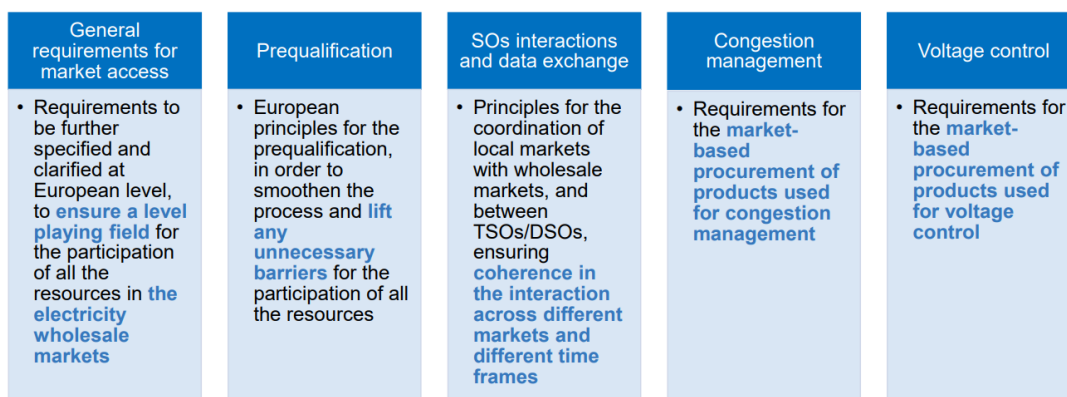 General
requirements for
market access
• Requirements to
be further
specified and
clarified at
European level,
to ensure a level
playing field for
the participation
of all the
resources in the
electricity
wholesale
markets
Prequalification
• European
principles for the
prequalification,
in order to
smoothen the
process and lift
any
unnecessary
barriers for the
participation of all
the resources
SOs interactions
and data exchange
• Principles for the
coordination of
local markets
with wholesale
markets, and
between
TSOs/DSOs,
ensuring
coherence in
the interaction
across different
markets and
different time
frames
Congestion
management
• Requirements for
the market-
based
procurement of
products used
for congestion
management
Voltage control
• Requirements for
the market-
based
procurement of
products used
for voltage
control